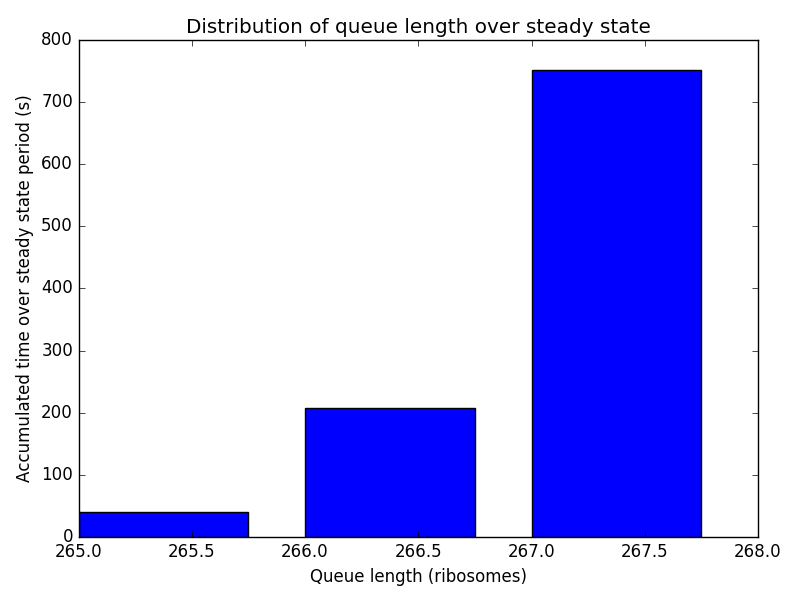 Distribution of queue length over steady state
800
700
600
500
400
300
200
100
0
Accumulated time over steady state period (s)
265.0 265.5 266.0 266.5 267.0 267.5 268.0
Queue length (ribosomes)